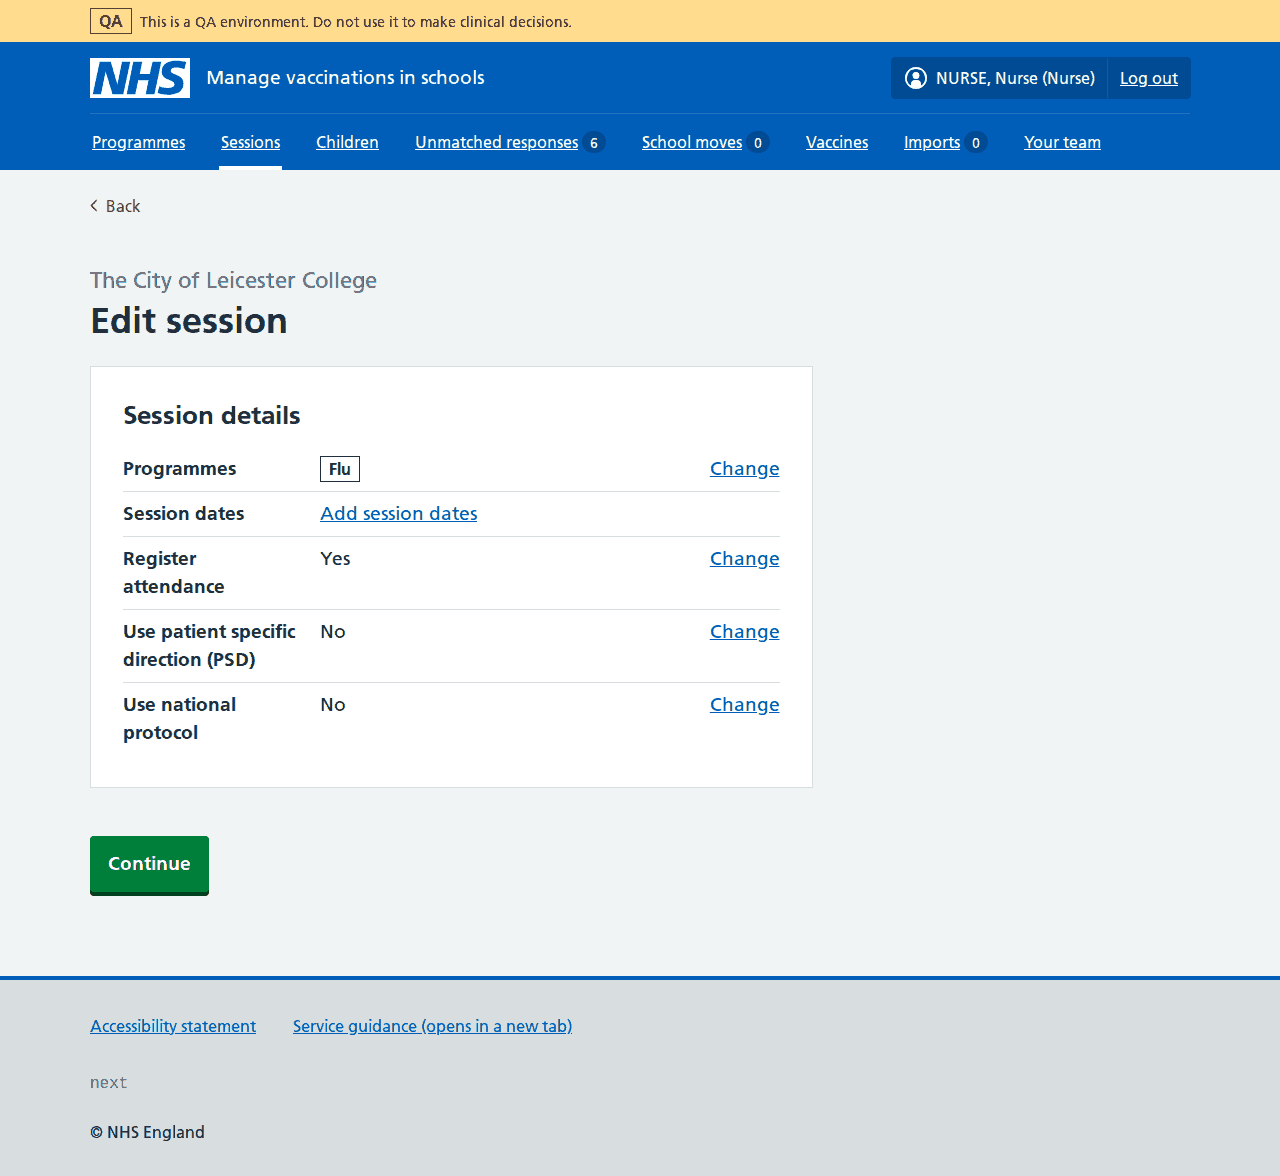 QA This is a QA environment. Do not use it to make clinical decisions.
NHS Manage vaccinations in schools NURSE, Nurse (Nurse) Log out
Programmes Sessions Children Unmatched responses 6 School moves 0 Vaccines Imports 0 Your team
Back
The City of Leicester College
Edit session
Session details
Programmes Flu Change
Session dates Add session dates
Register attendance Yes Change
Use patient specific direction (PSD) No Change
Use national protocol No Change
Continue
Accessibility statement Service guidance (opens in a new tab)
next
© NHS England